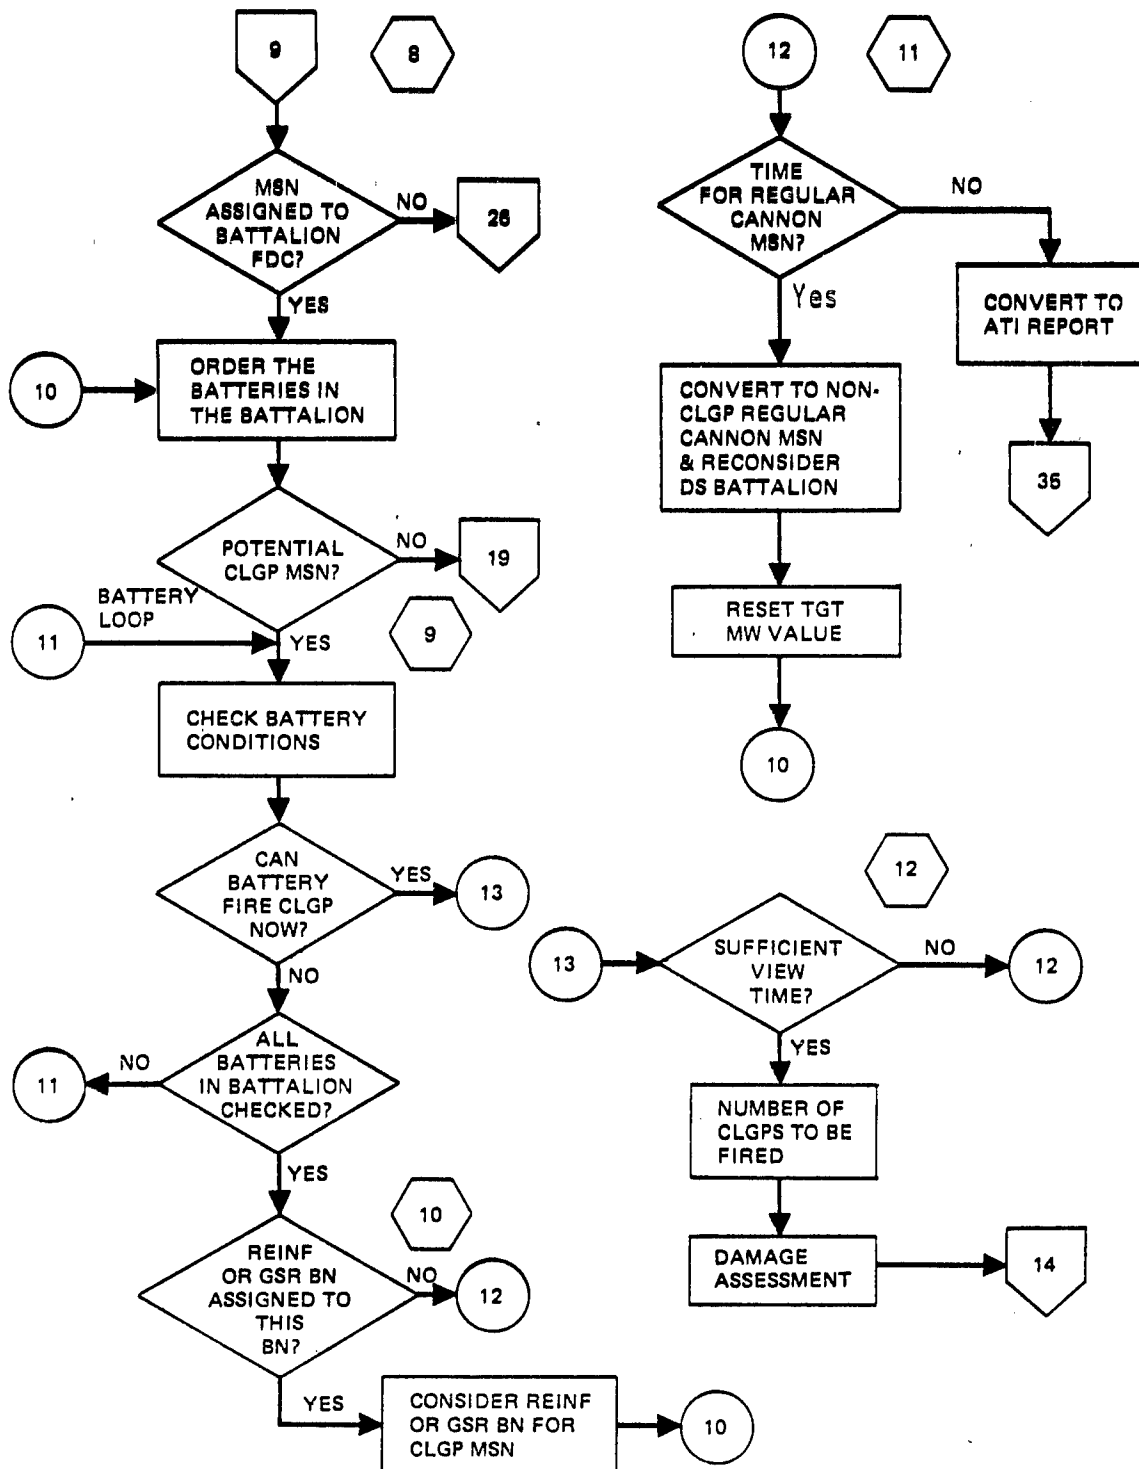 9
8
MSN
ASSIGNED TO
BATTALION
FDC?
NO
26
YES
10
ORDER THE
BATTERIES IN
THE BATTALION
POTENTIAL
CLGP MSN?
NO
19
BATTERY
LOOP
11
YES
9
CHECK BATTERY
CONDITIONS
CAN
BATTERY
FIRE CLGP
NOW?
YES
13
NO
ALL
BATTERIES
IN BATTALION
CHECKED?
NO
11
YES
10
REINF
OR GSR BN
ASSIGNED TO
THIS
BN?
NO
12
YES
CONSIDER REINF
OR GSR BN FOR
CLGP MSN
10
12
11
TIME
FOR REGULAR
CANNON
MSN?
NO
CONVERT TO
ATI REPORT
35
Yes
CONVERT TO NON-
CLGP REGULAR
CANNON MSN
& RECONSIDER
DS BATTALION
RESET TGT
MW VALUE
10
12
13
SUFFICIENT
VIEW
TIME?
NO
12
YES
NUMBER OF
CLGPS TO BE
FIRED
DAMAGE
ASSESSMENT
14